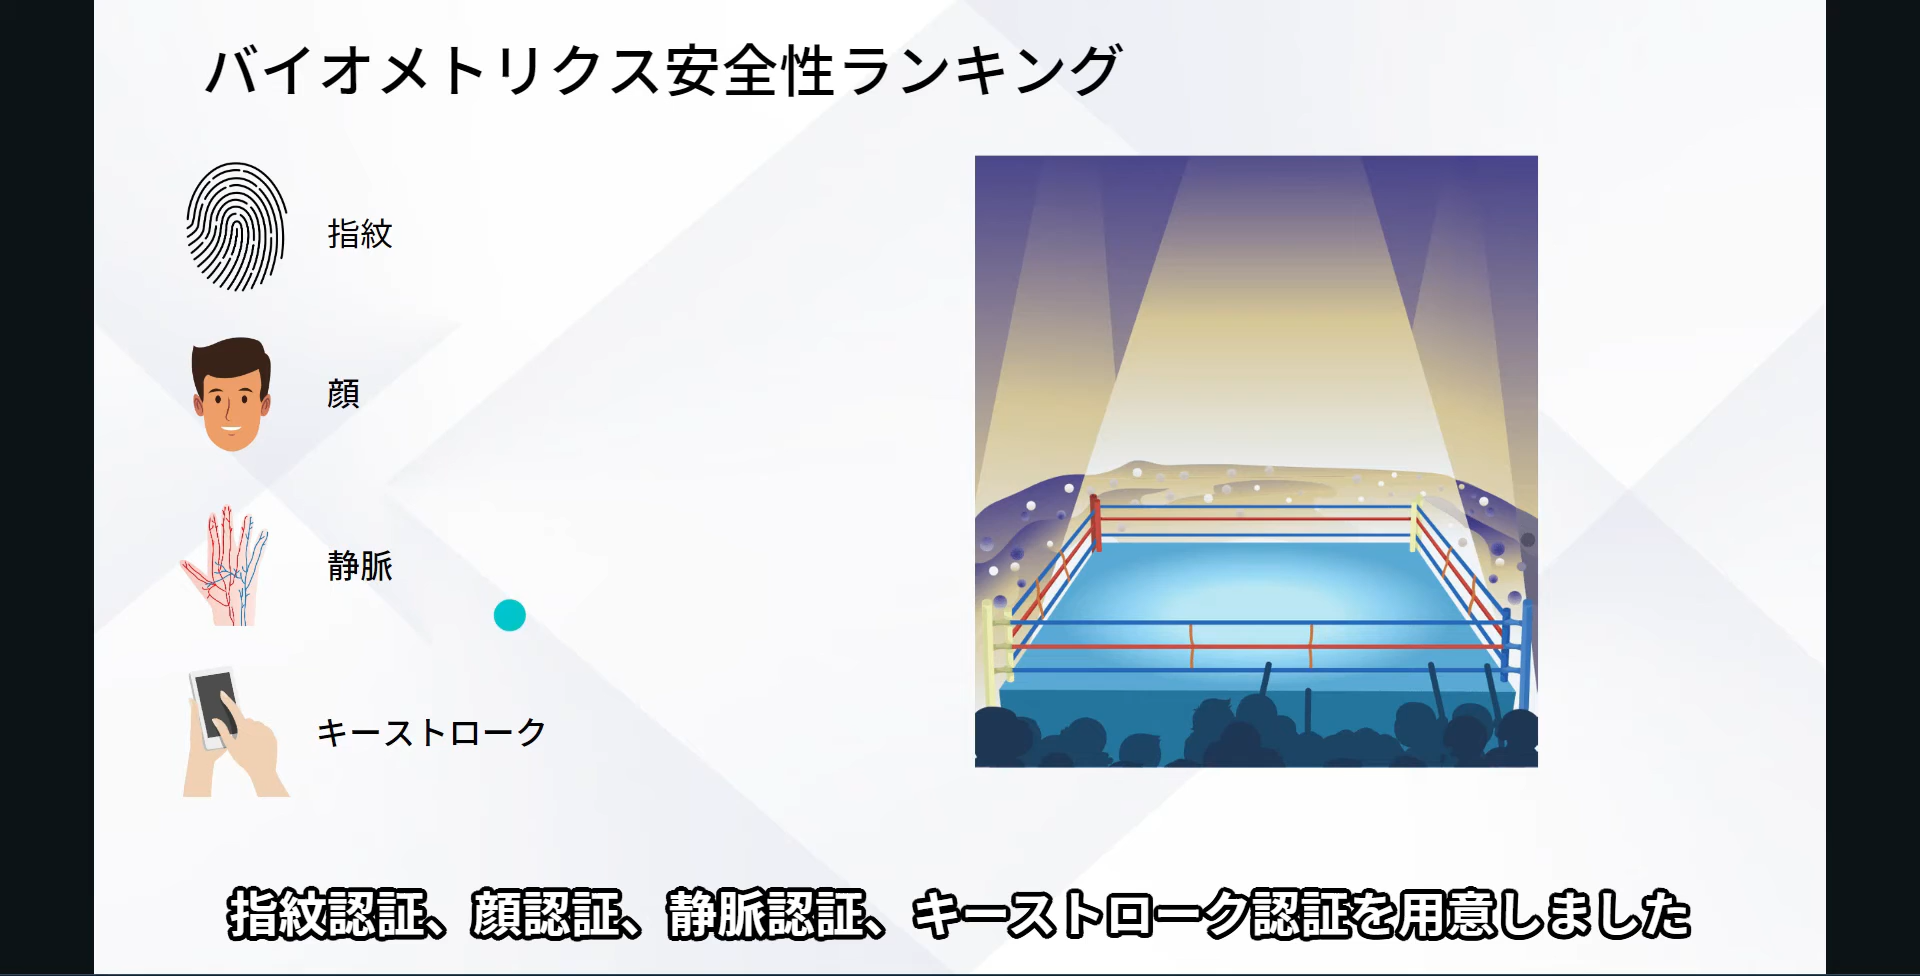 バイオメトリクス安全性ランキング
指紋
顔
静脈
キーストローク
指紋認証、顔認証、静脈認証、キーストローク認証を用意しました